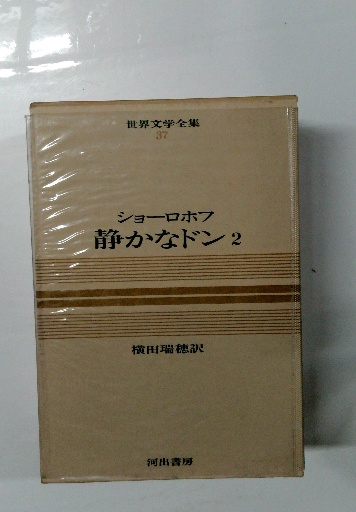 世界文学全集
37
ショーロホフ
静かなドン 2
横田瑞穂訳
河出書房